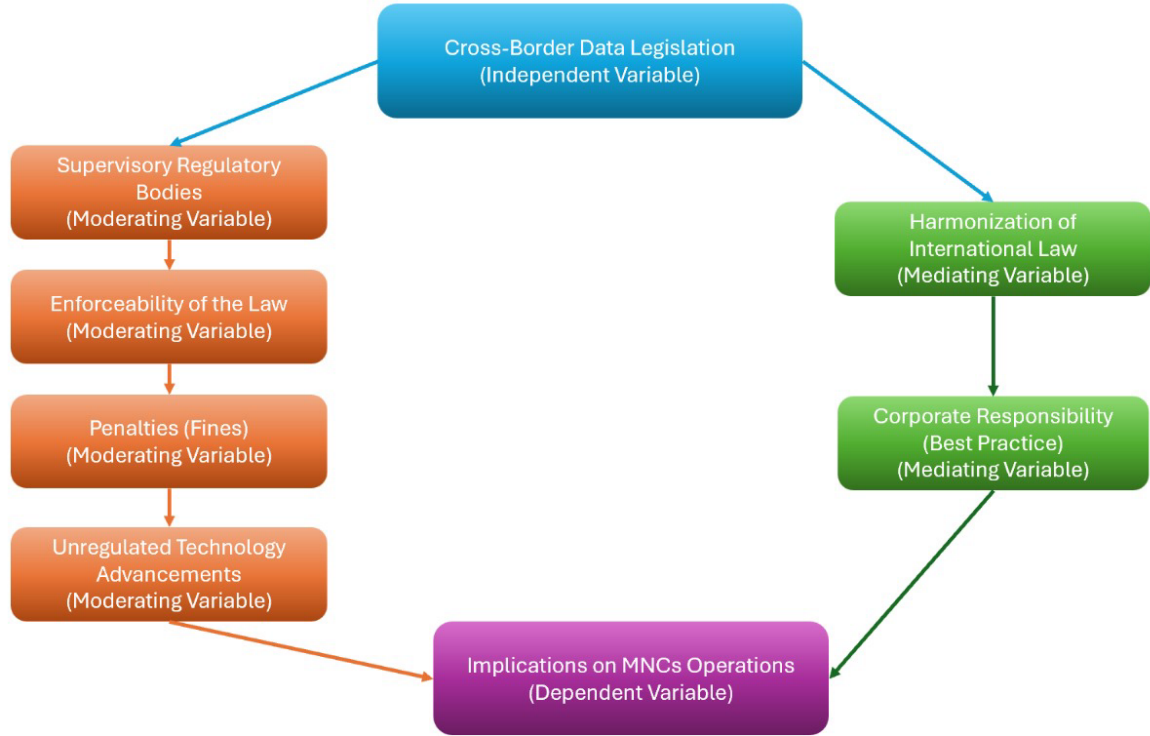 Cross-Border Data Legislation
(Independent Variable)
Supervisory Regulatory
Bodies
(Moderating Variable)
Enforceability of the Law
(Moderating Variable)
Penalties (Fines)
(Moderating Variable)
Unregulated Technology
Advancements
(Moderating Variable)
Harmonization of
International Law
(Mediating Variable)
Corporate Responsibility
(Best Practice)
(Mediating Variable)
Implications on MNCs Operations
(Dependent Variable)